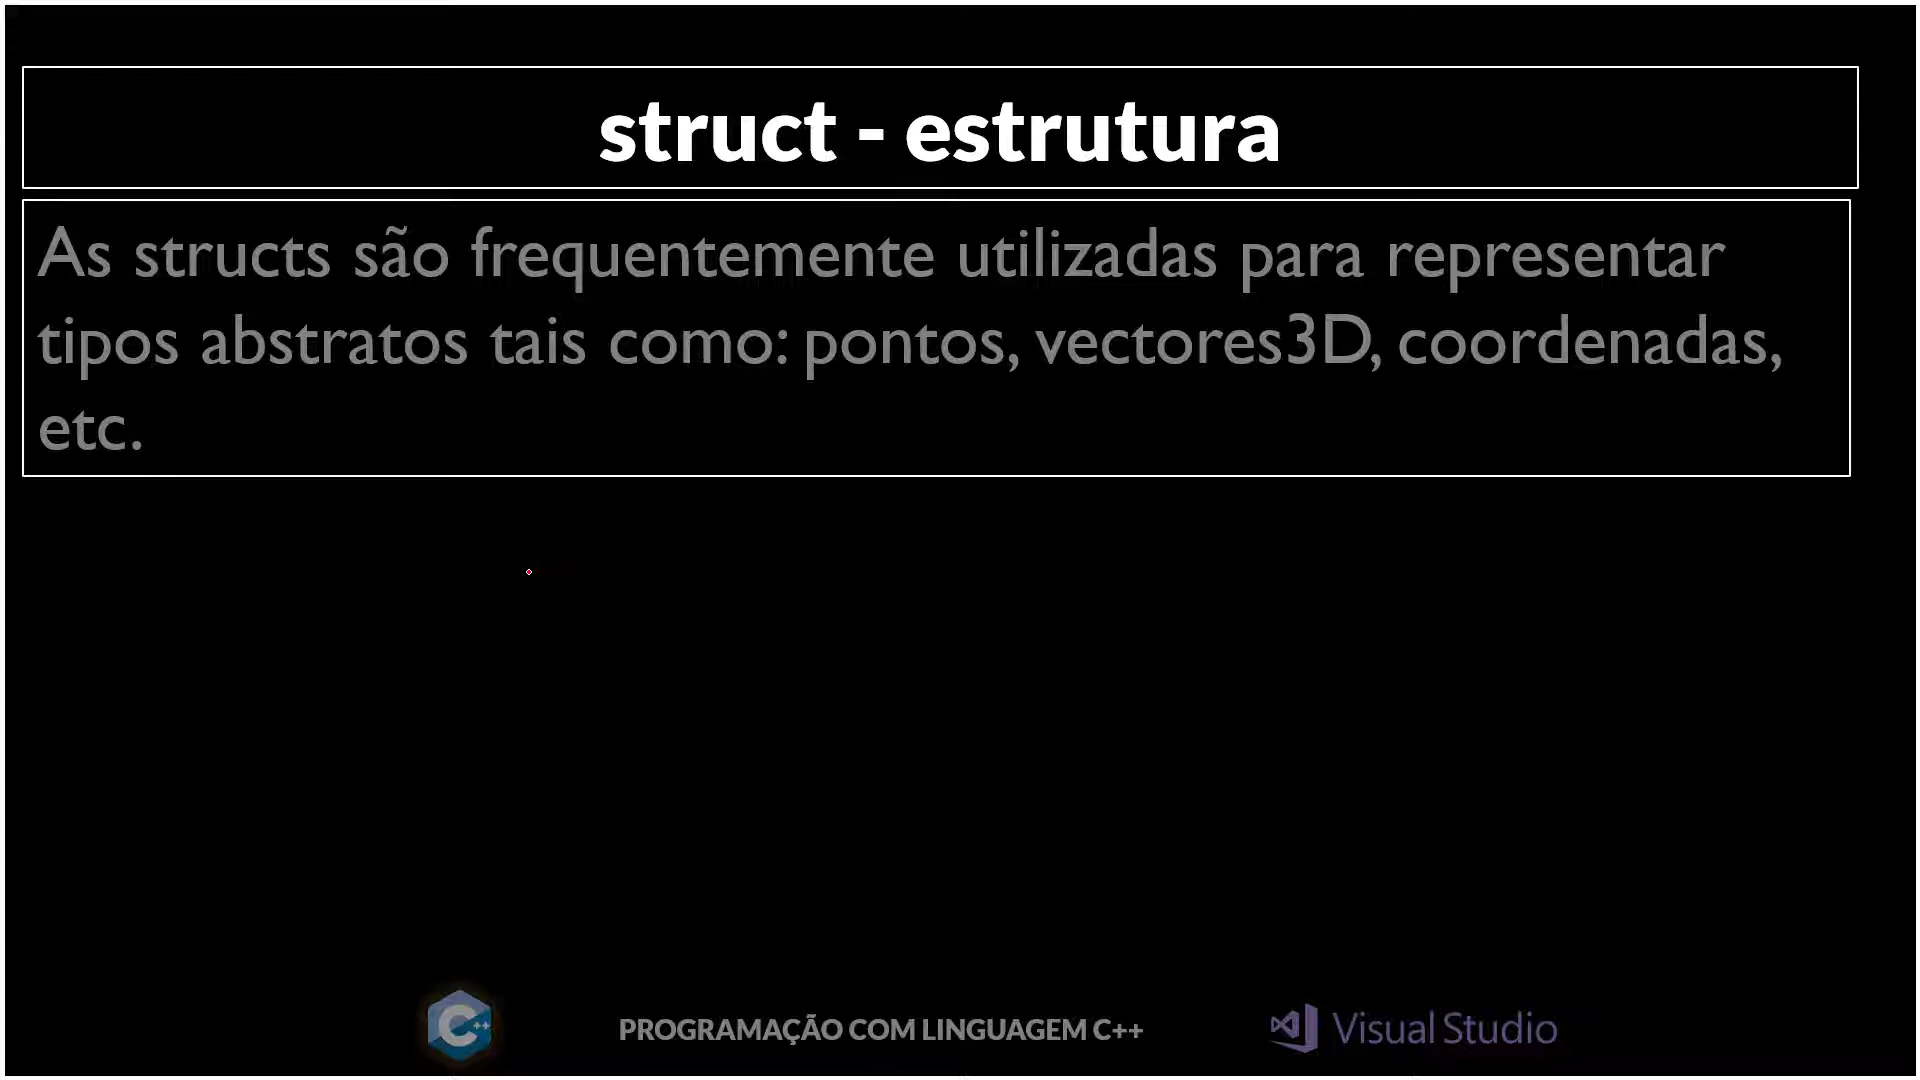 struct - estrutura
As structs são frequentemente utilizadas para representar
tipos abstratos tais como: pontos, vectores3D, coordenadas,
etc.
C++
PROGRAMAÇÃO COM LINGUAGEM C++
Visual Studio